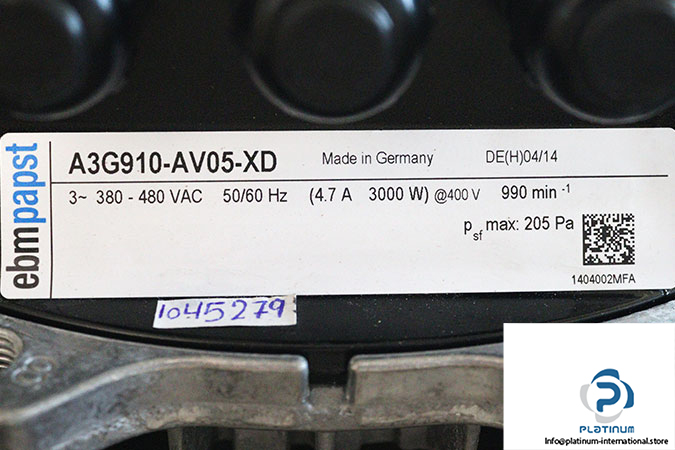 ebmpapst
A3G910-AV05-XD Made in Germany DE(H)04/14
3~ 380 - 480 VAC 50/60 Hz (4.7 A 3000 W) @400 V 990 min -1
psf max: 205 Pa
1404002MFA
1045279
8
PLATINUM
info@platinum-international.store